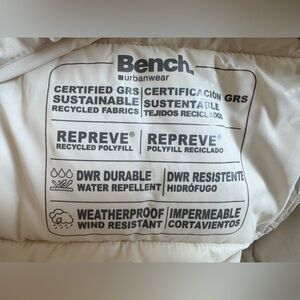 Bench.
urbanwear
CERTIFIED GRS
SUSTAINABLE
RECYCLED FABRICS
CERTIFICACIÓN GRS
SUSTENTABLE
TEJIDOS RECICLADOS
REPREVE®
RECYCLED POLYFILL
REPREVE®
POLYFILL RECICLADO
DWR DURABLE
WATER REPELLENT
DWR RESISTENTE
HIDRÓFUGO
WEATHERPROOF
WIND RESISTANT
IMPERMEABLE
CORTAVIENTOS